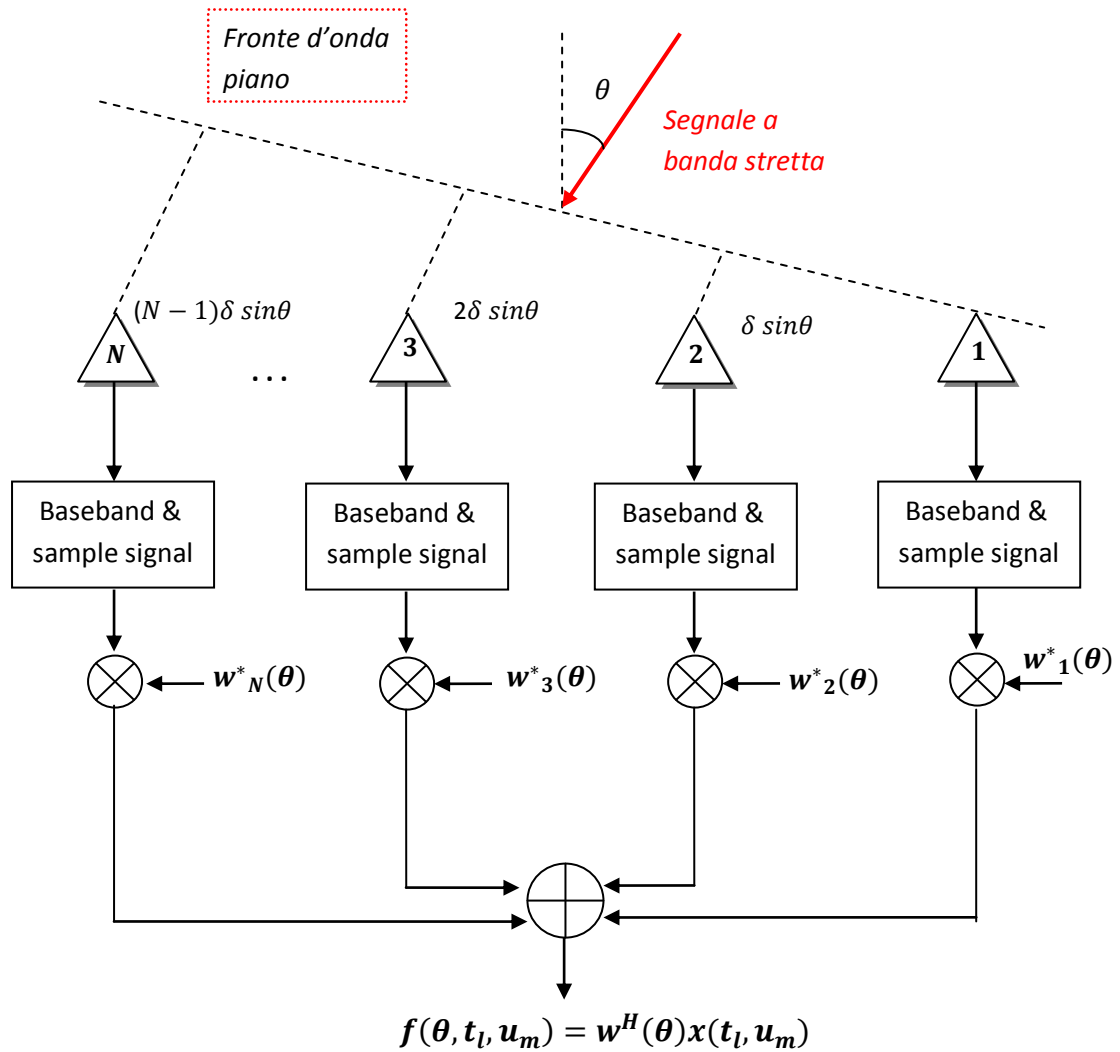 Fronte d’onda
piano
θ
Segnale a
banda stretta
(N − 1)δ sinθ
2δ sinθ
δ sinθ
N
...
3
2
1
Baseband &
sample signal
Baseband &
sample signal
Baseband &
sample signal
Baseband &
sample signal
w*N(θ)
w*3(θ)
w*2(θ)
w*1(θ)
f(θ, tl, um) = wH(θ)x(tl, um)